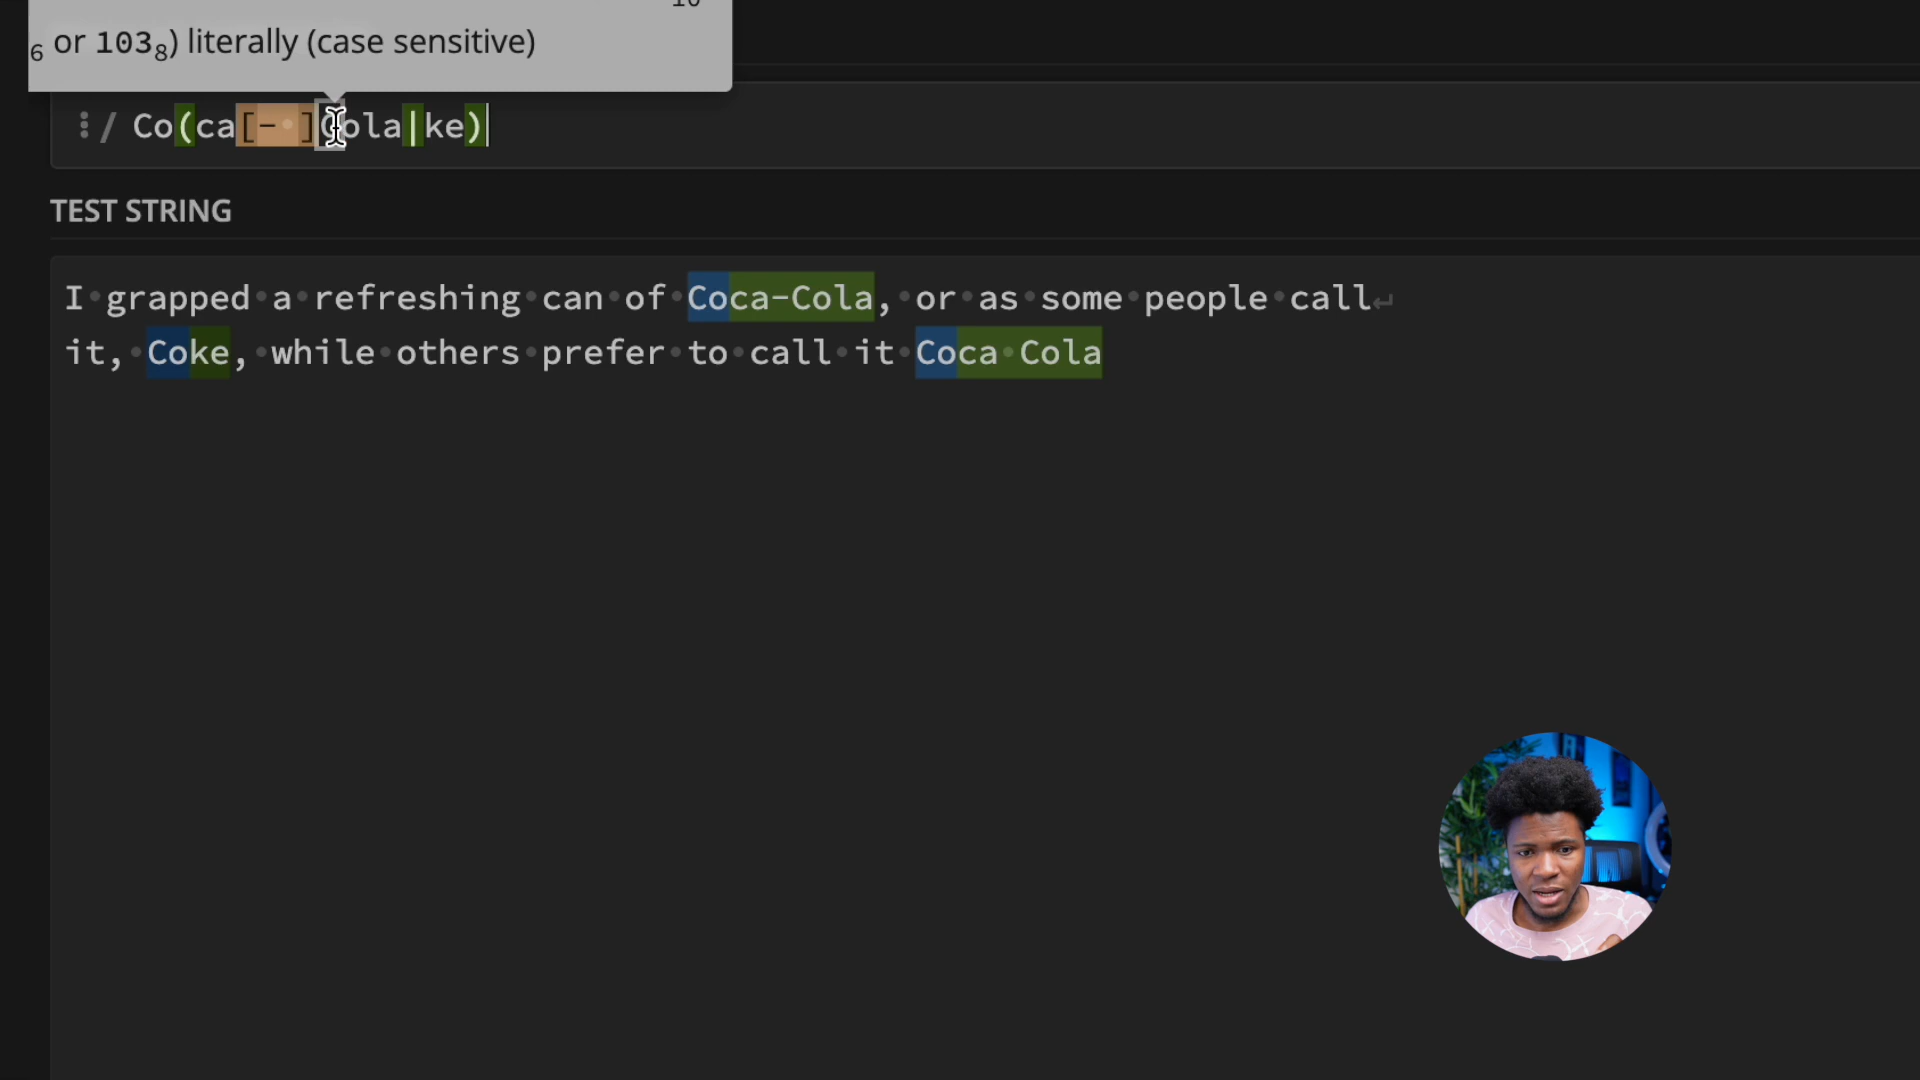 6 or 1038) literally (case sensitive)
/ Co(ca[- ]Cola|ke)
TEST STRING
I grapped a refreshing can of Coca-Cola, or as some people call
it, Coke, while others prefer to call it Coca Cola